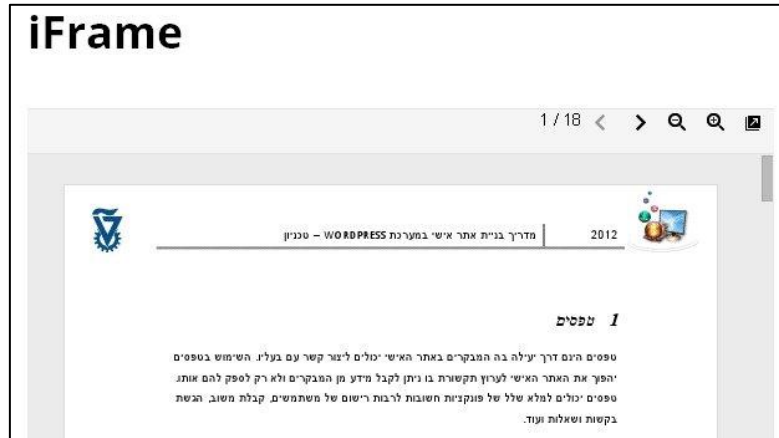 iFrame
1 / 18
2012 מדריך בניית אתר אישי במערכת WORDPRESS – טכניון
1 טפסים
טפסים הינם דרך יעילה בה המבקרים באתר האישי יכולים ליצור קשר עם בעליו. השימוש בטפסים
יהפוך את האתר האישי לערוץ תקשורת בו ניתן לקבל מידע מן המבקרים ולא רק לספק להם אותו.
טפסים יכולים למלא שלל של פונקציות חשובות לרבות רישום של משתמשים, קבלת משוב, הגשת
בקשות ושאלות ועוד.